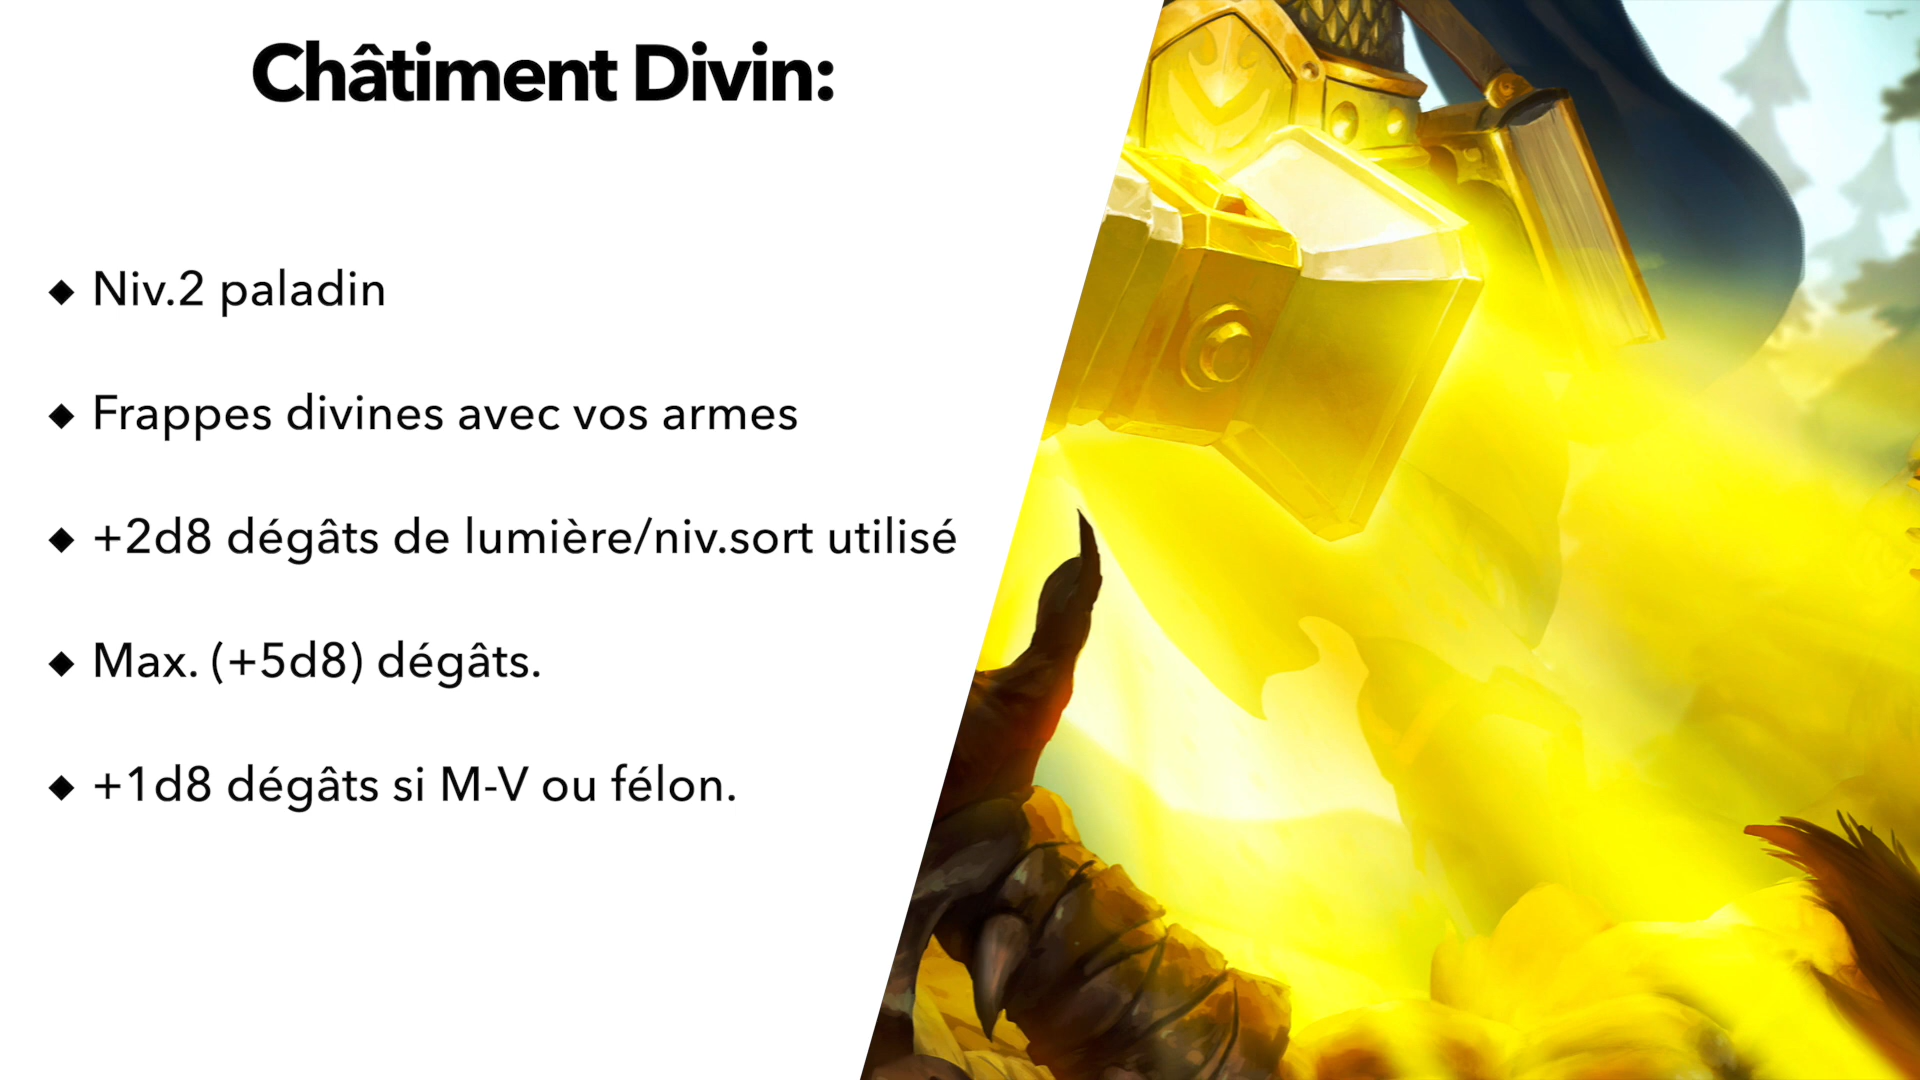 Châtiment Divin:
◆ Niv.2 paladin
◆ Frappes divines avec vos armes
◆ +2d8 dégâts de lumière/niv.sort utilisé
◆ Max. (+5d8) dégâts.
◆ +1d8 dégâts si M-V ou félon.